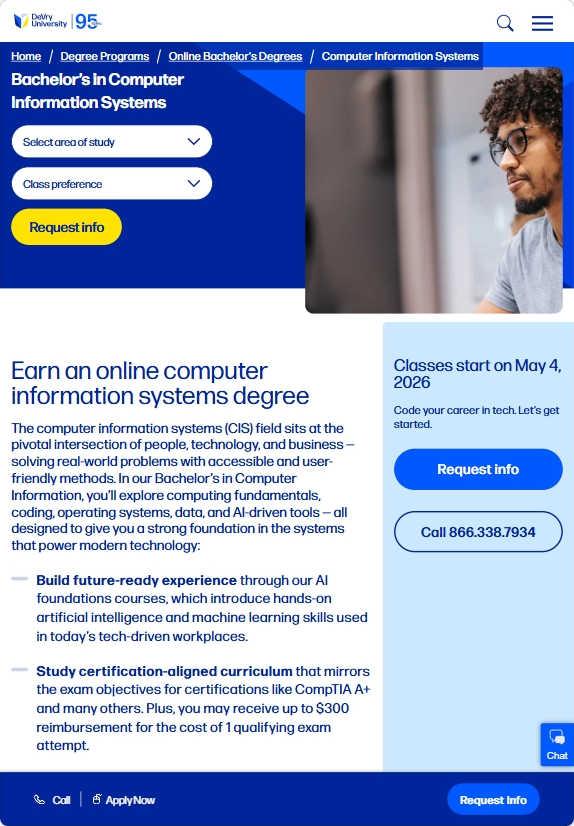 DeVry
University
95
Home / Degree Programs / Online Bachelor's Degrees / Computer Information Systems
Bachelor's in Computer
Information Systems
Select area of study
Class preference
Request info
Earn an online computer
information systems degree
The computer information systems (CIS) field sits at the
pivotal intersection of people, technology, and business —
solving real-world problems with accessible and user-
friendly methods. In our Bachelor's in Computer
Information, you'll explore computing fundamentals,
coding, operating systems, data, and AI-driven tools — all
designed to give you a strong foundation in the systems
that power modern technology:
Build future-ready experience through our AI
foundations courses, which introduce hands-on
artificial intelligence and machine learning skills used
in today's tech-driven workplaces.
Study certification-aligned curriculum that mirrors
the exam objectives for certifications like CompTIA A+
and many others. Plus, you may receive up to $300
reimbursement for the cost of 1 qualifying exam
attempt.
Classes start on May 4,
2026
Code your career in tech. Let's get
started.
Request info
Call 866.338.7934
Chat
Call
Apply Now
Request Info